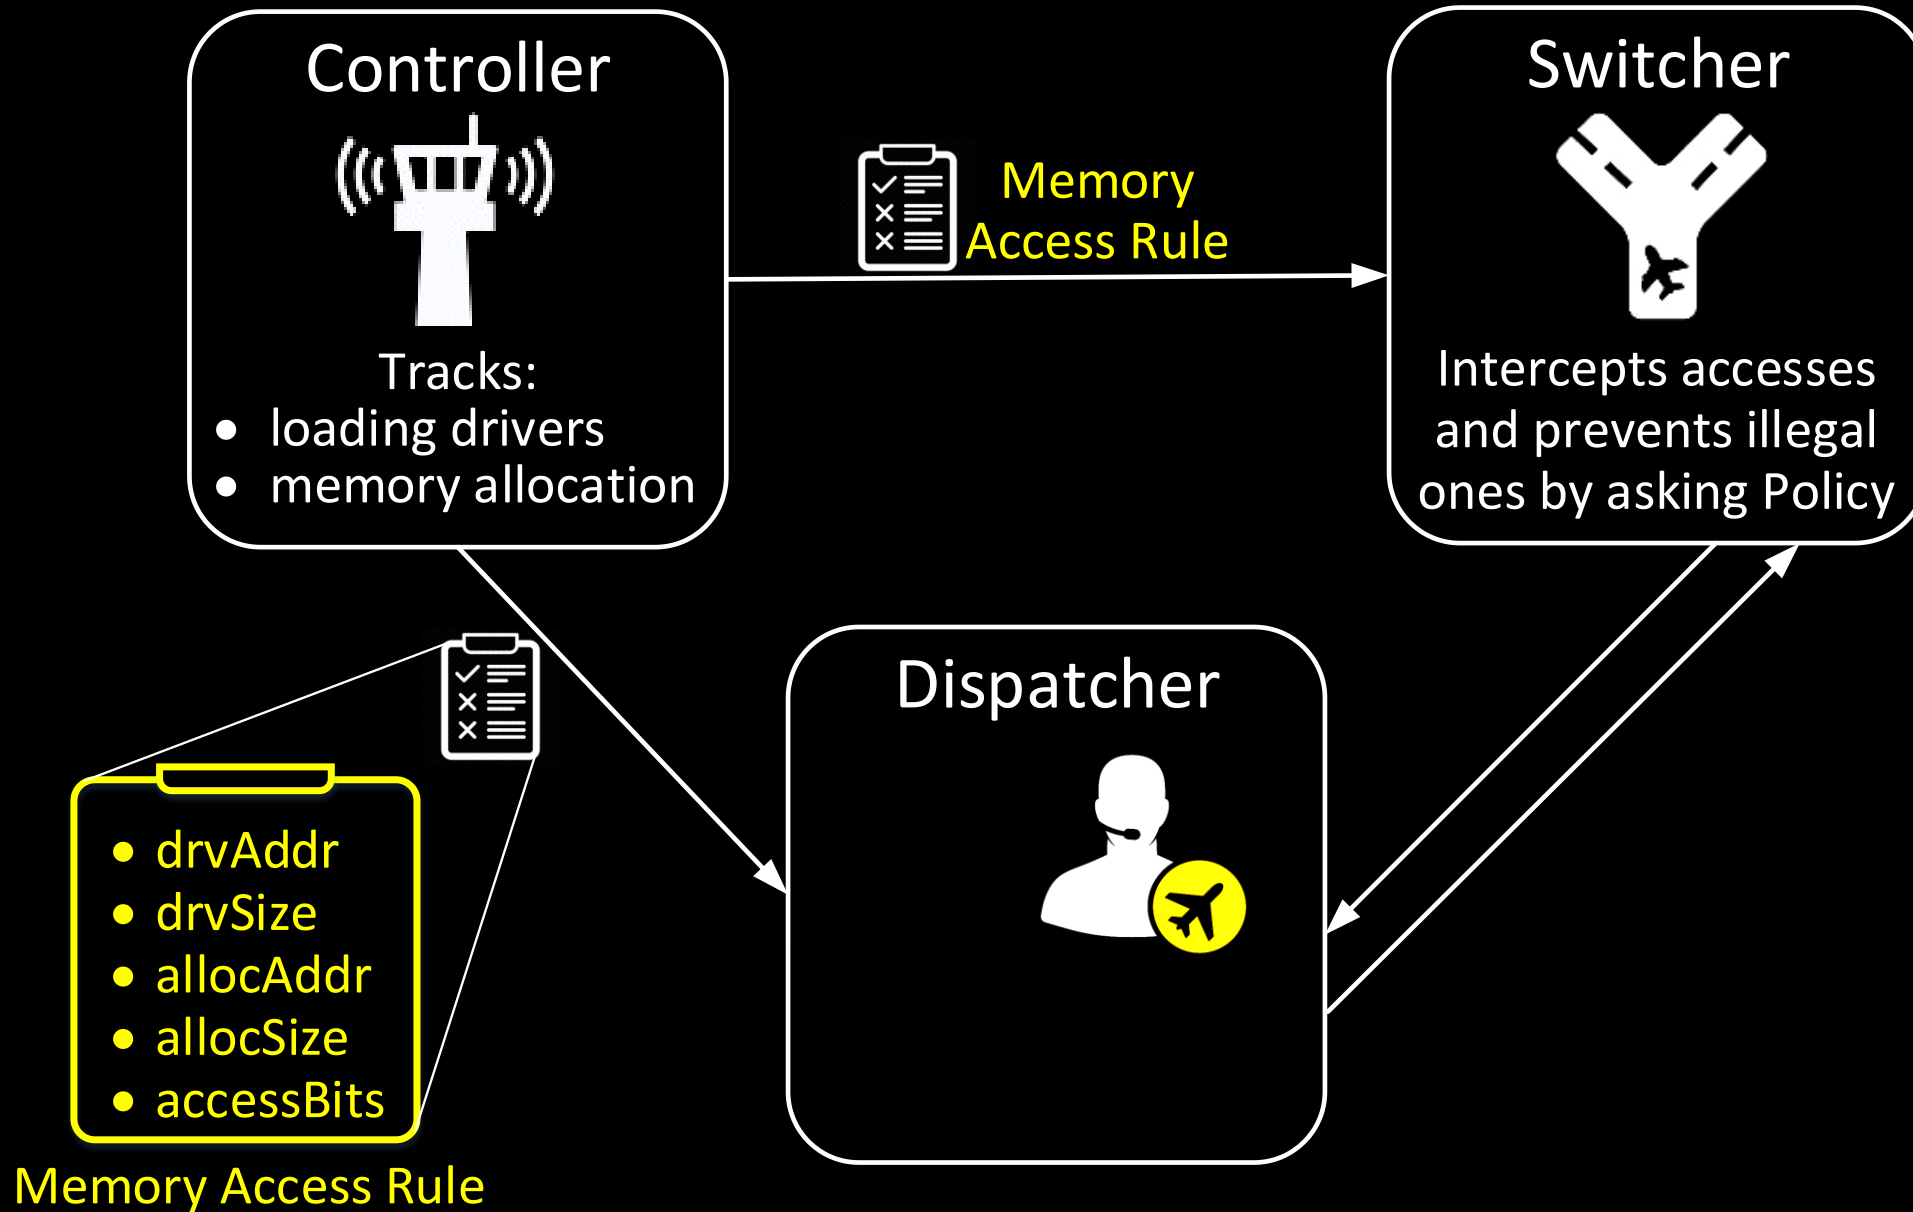 Controller
Tracks:
● loading drivers
● memory allocation
Memory
Access Rule
Switcher
Intercepts accesses
and prevents illegal
ones by asking Policy
Dispatcher
● drvAddr
● drvSize
● allocAddr
● allocSize
● accessBits
Memory Access Rule